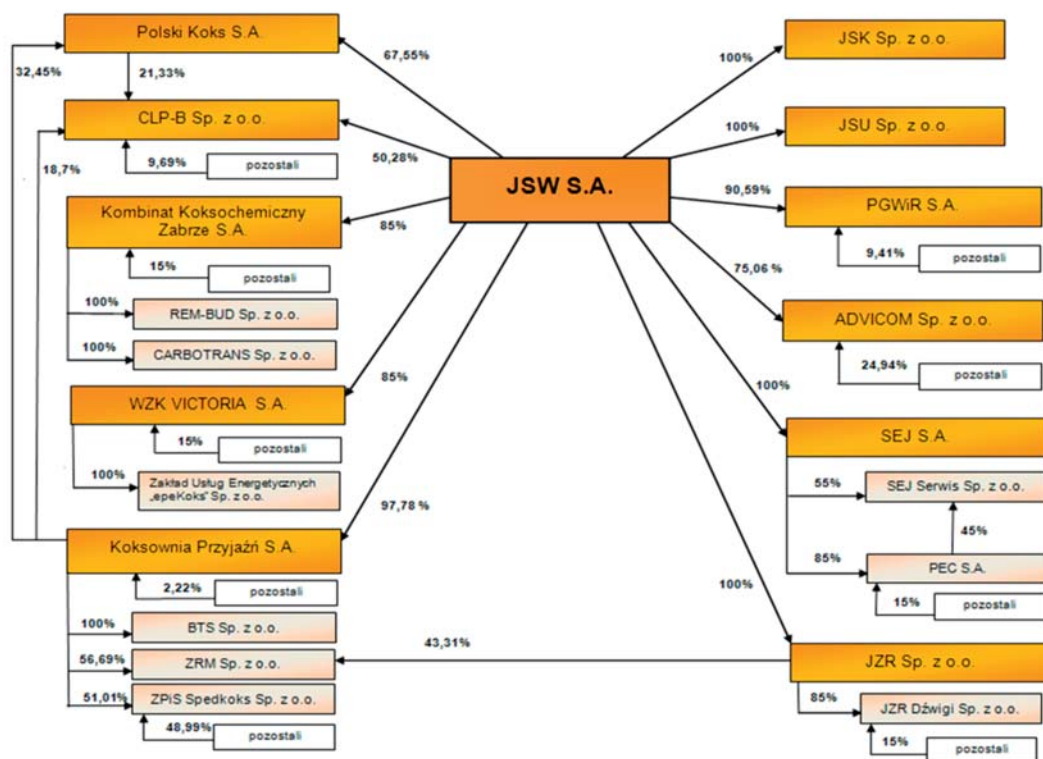 Polski Koks S.A.
32,45%
21,33%
67,55%
CLP-B Sp. z o.o.
18,7%
9,69%
pozostali
50,28%
JSW S.A.
Kombinat Koksochemiczny
Zabrze S.A.
85%
15%
pozostali
100%
REM-BUD Sp. z o.o.
100%
CARBOTRANS Sp. z o.o.
WZK VICTORIA S.A.
85%
15%
pozostali
100%
Zakład Usług Energetycznych
„epeKoks" Sp. z o.o.
97,78 %
Koksownia Przyjaźń S.A.
2,22%
pozostali
100%
BTS Sp. z o.o.
56,69%
ZRM Sp. z o.o.
43,31%
51,01%
ZPiS Spedkoks Sp. z o.o.
48,99%
pozostali
100%
JSK Sp. z o.o.
100%
JSU Sp. z o.o.
90,59%
PGWiR S.A.
9,41%
pozostali
75,06 %
ADVICOM Sp. z o.o.
24,94%
pozostali
100%
SEJ S.A.
55%
SEJ Serwis Sp. z o.o.
45%
85%
PEC S.A.
15%
pozostali
100%
JZR Sp. z o.o.
85%
JZR Dźwigi Sp. z o.o.
15%
pozostali